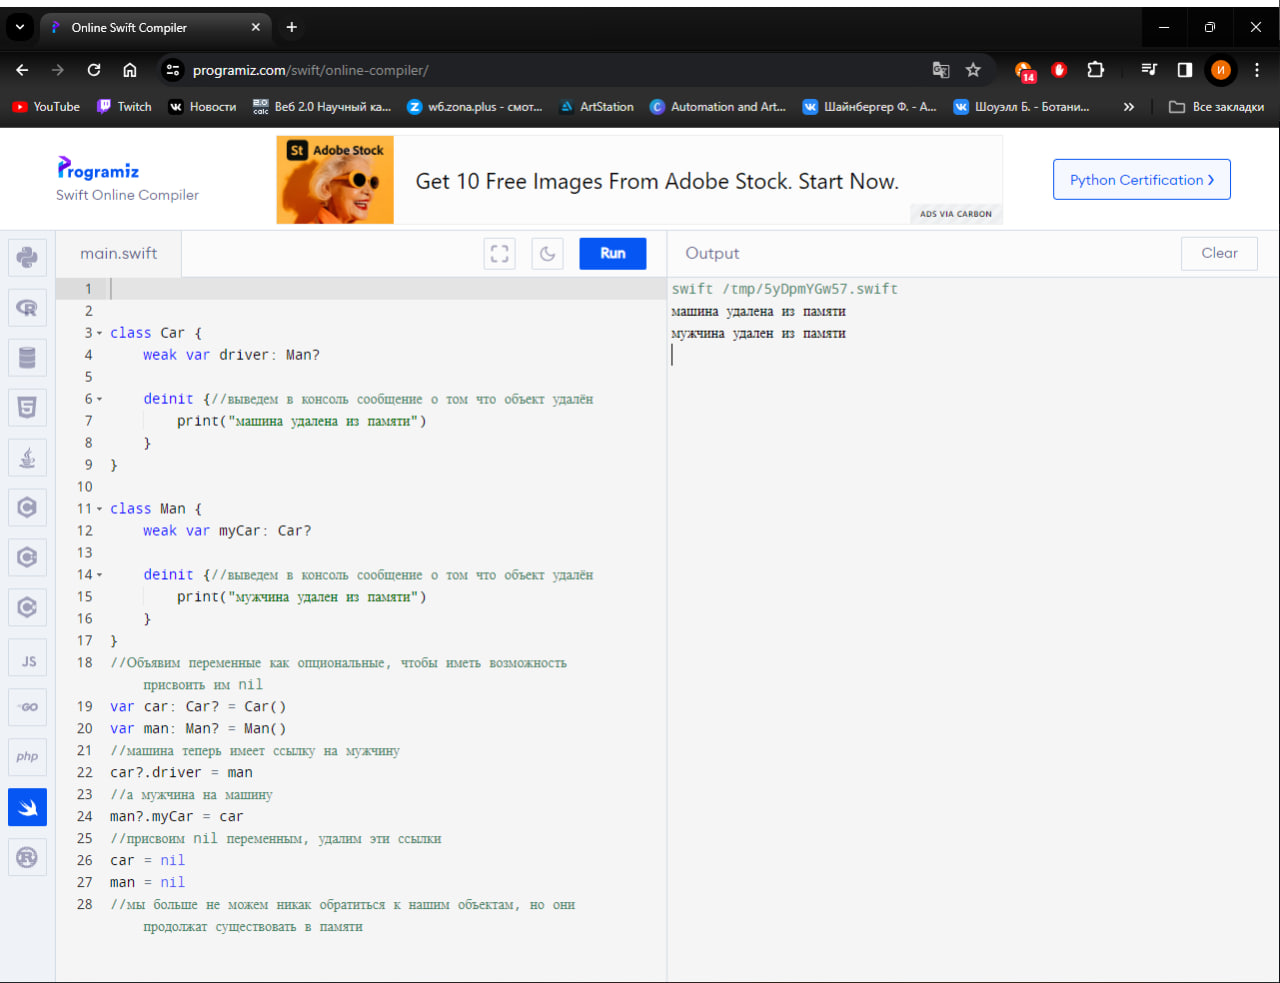 Online Swift Compiler
programiz.com/swift/online-compiler/
14
И
YouTube
Twitch
Новости
Веб 2.0 Научный ка...
w6.zona.plus - смот...
ArtStation
Automation and Art...
Шайнбергер Ф. - А...
Шоуэлл Б. - Ботани...
Все закладки
Programiz
Swift Online Compiler
St Adobe Stock
Get 10 Free Images From Adobe Stock. Start Now.
ADS VIA CARBON
Python Certification
main.swift
Run
Output
Clear
1
2
3 class Car {
4 weak var driver: Man?
5
6 deinit {//выведем в консоль сообщение о том что объект удалён
7 print("машина удалена из памяти")
8 }
9 }
10
11 class Man {
12 weak var myCar: Car?
13
14 deinit {//выведем в консоль сообщение о том что объект удалён
15 print("мужчина удален из памяти")
16 }
17 }
18 //Объявим переменные как опциональные, чтобы иметь возможность
присвоить им nil
19 var car: Car? = Car()
20 var man: Man? = Man()
21 //машина теперь имеет ссылку на мужчину
22 car?.driver = man
23 //а мужчина на машину
24 man?.myCar = car
25 //присвоим nil переменным, удалим эти ссылки
26 car = nil
27 man = nil
28 //мы больше не можем никак обратиться к нашим объектам, но они
продолжат существовать в памяти
swift /tmp/5yDpmYGw57.swift
машина удалена из памяти
мужчина удален из памяти
JS
GO
php